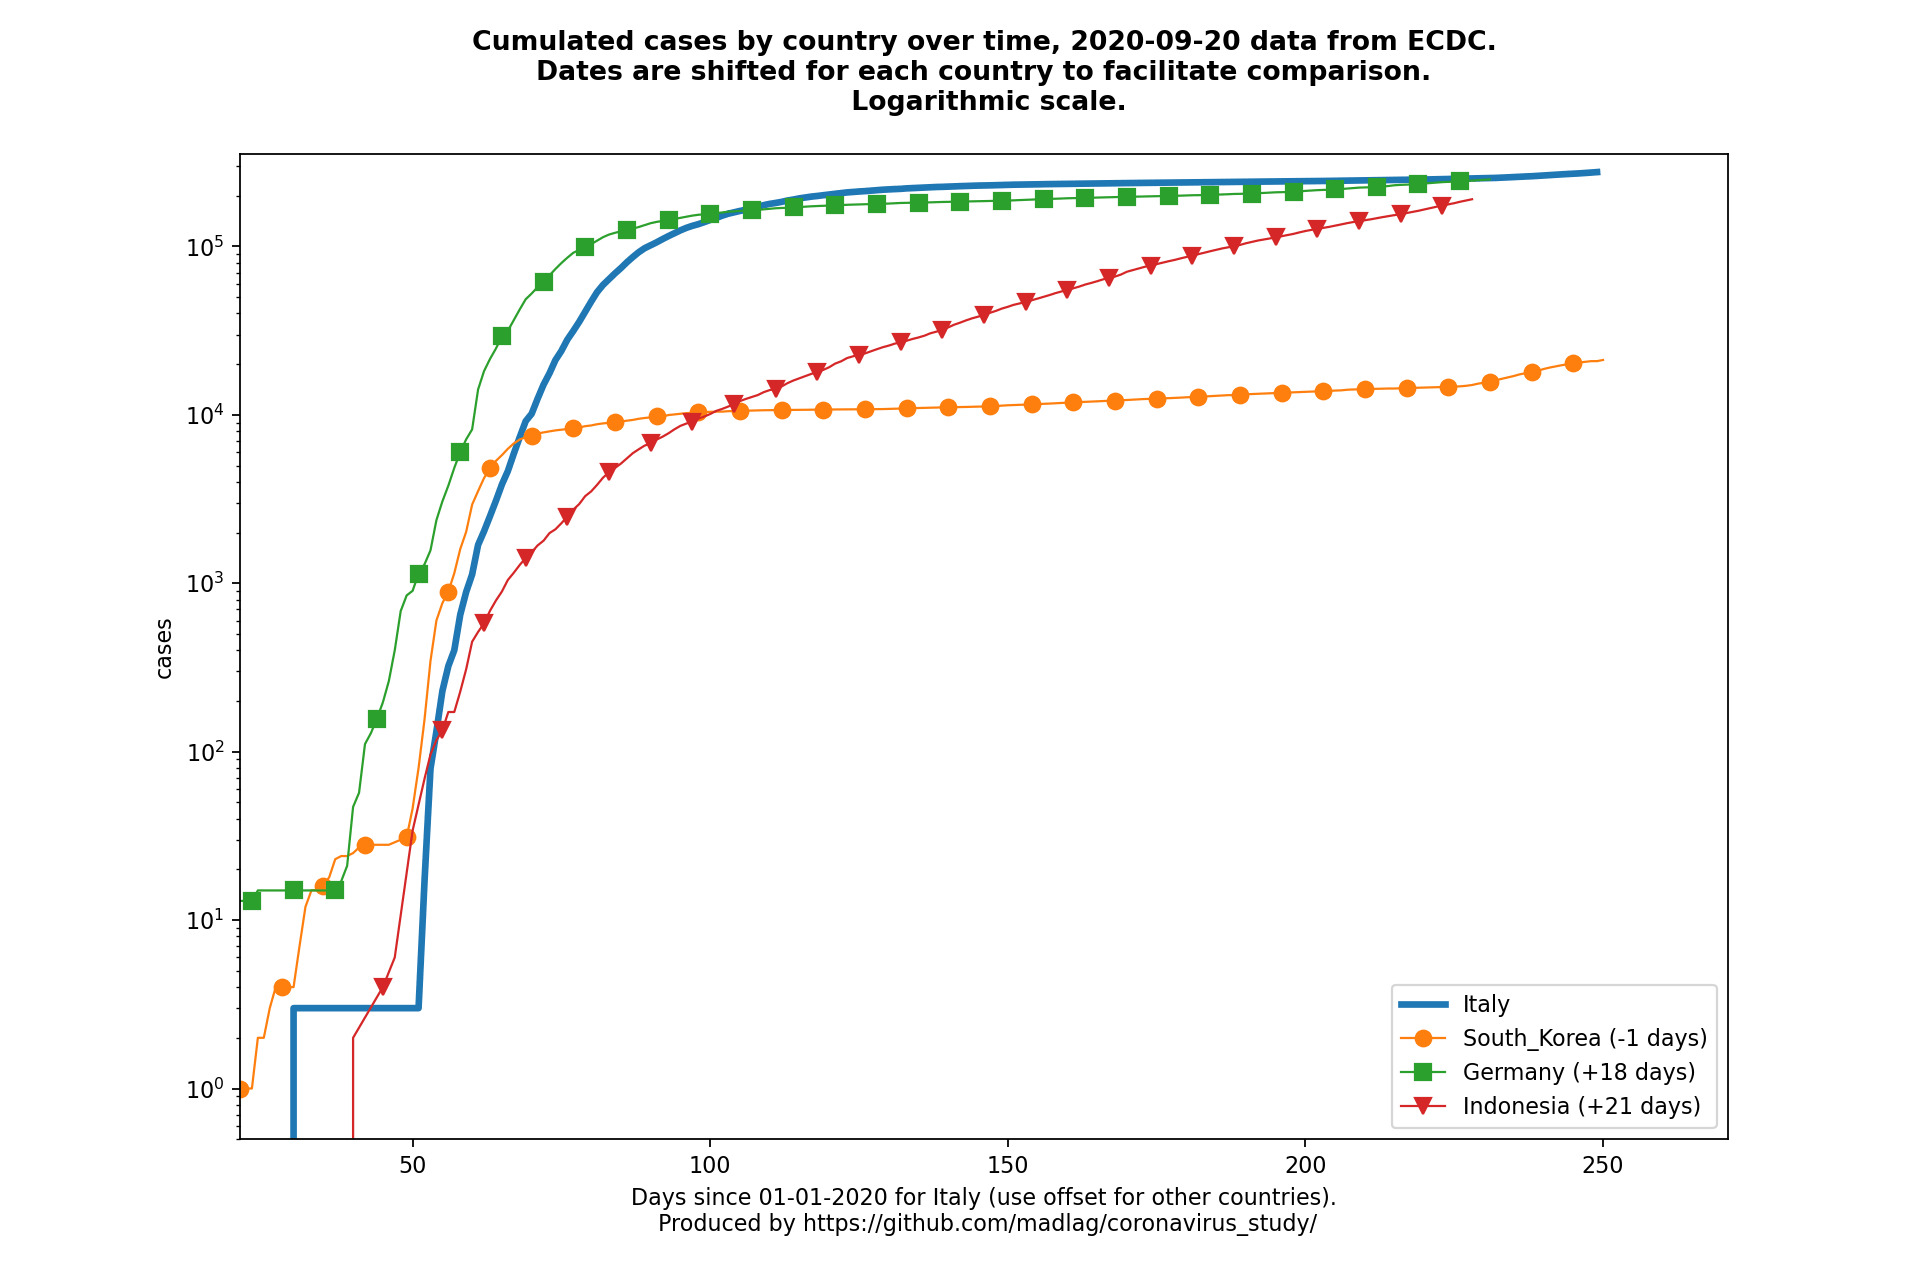 Cumulated cases by country over time, 2020-09-20 data from ECDC.
Dates are shifted for each country to facilitate comparison.
Logarithmic scale.
10^5
10^4
10^3
10^2
10^1
10^0
cases
50
100
150
200
250
Italy
South_Korea (-1 days)
Germany (+18 days)
Indonesia (+21 days)
Days since 01-01-2020 for Italy (use offset for other countries).
Produced by https://github.com/madlag/coronavirus_study/